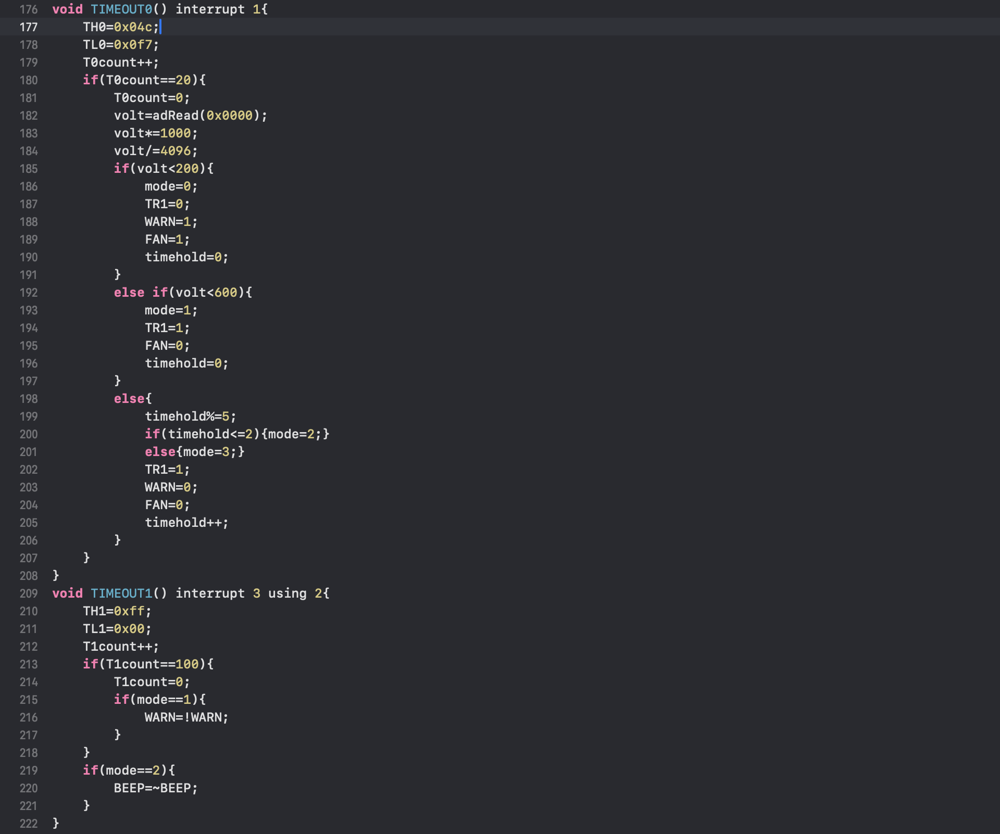 176 void TIMEOUT0() interrupt 1{
177     TH0=0x04c;
178     TL0=0x0f7;
179     T0count++;
180     if(T0count==20){
181         T0count=0;
182         volt=adRead(0x0000);
183         volt*=1000;
184         volt/=4096;
185         if(volt<200){
186             mode=0;
187             TR1=0;
188             WARN=1;
189             FAN=1;
190             timehold=0;
191         }
192         else if(volt<600){
193             mode=1;
194             TR1=1;
195             FAN=0;
196             timehold=0;
197         }
198         else{
199             timehold%=5;
200             if(timehold<=2){mode=2;}
201             else{mode=3;}
202             TR1=1;
203             WARN=0;
204             FAN=0;
205             timehold++;
206         }
207     }
208 }
209 void TIMEOUT1() interrupt 3 using 2{
210     TH1=0xff;
211     TL1=0x00;
212     T1count++;
213     if(T1count==100){
214         T1count=0;
215         if(mode==1){
216             WARN=!WARN;
217         }
218     }
219     if(mode==2){
220         BEEP=~BEEP;
221     }
222 }